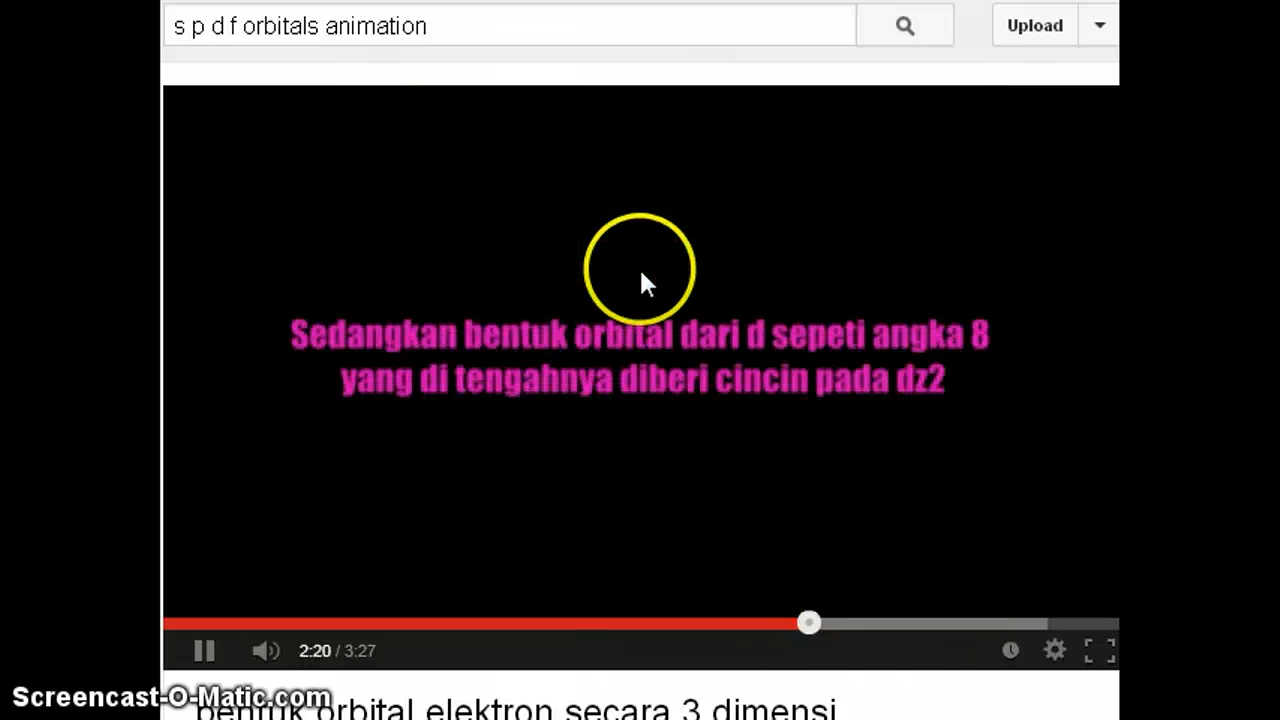 s p d f orbitals animation
Upload
Sedangkan bentuk orbital dari d sepeti angka 8
yang di tengahnya diberi cincin pada dz2
2:20 / 3:27
Screencast-O-Matic.com
bentuk orbital elektron secara 3 dimensi